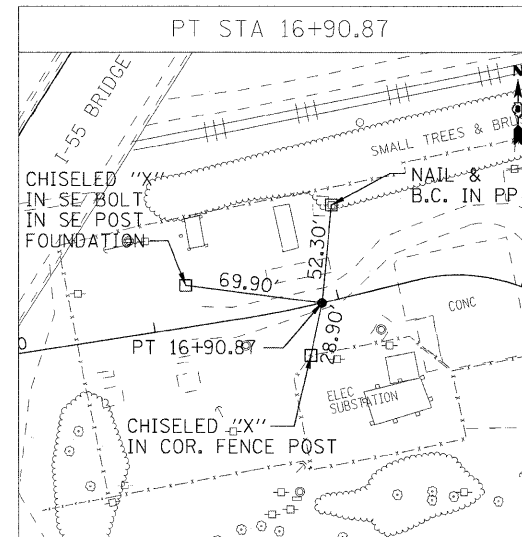 PT STA 16+90.87
I-55 BRIDGE
N
SMALL TREES & BRU
CHISELED "X"
IN SE BOLT
IN SE POST
FOUNDATION
NAIL &
B.C. IN PP
52.30'
69.90'
PT 16+90.87
28.90'
CONC
ELEC
SUBSTATION
CHISELED "X"
IN COR. FENCE POST
0